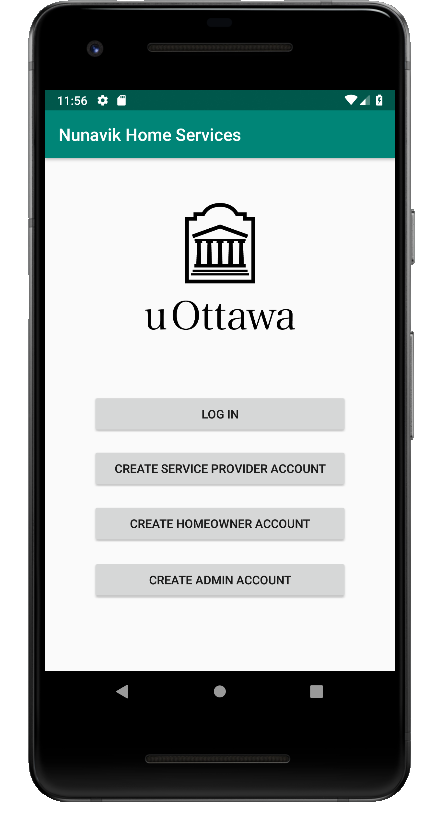 11:56
Nunavik Home Services
uOttawa
LOG IN
CREATE SERVICE PROVIDER ACCOUNT
CREATE HOMEOWNER ACCOUNT
CREATE ADMIN ACCOUNT